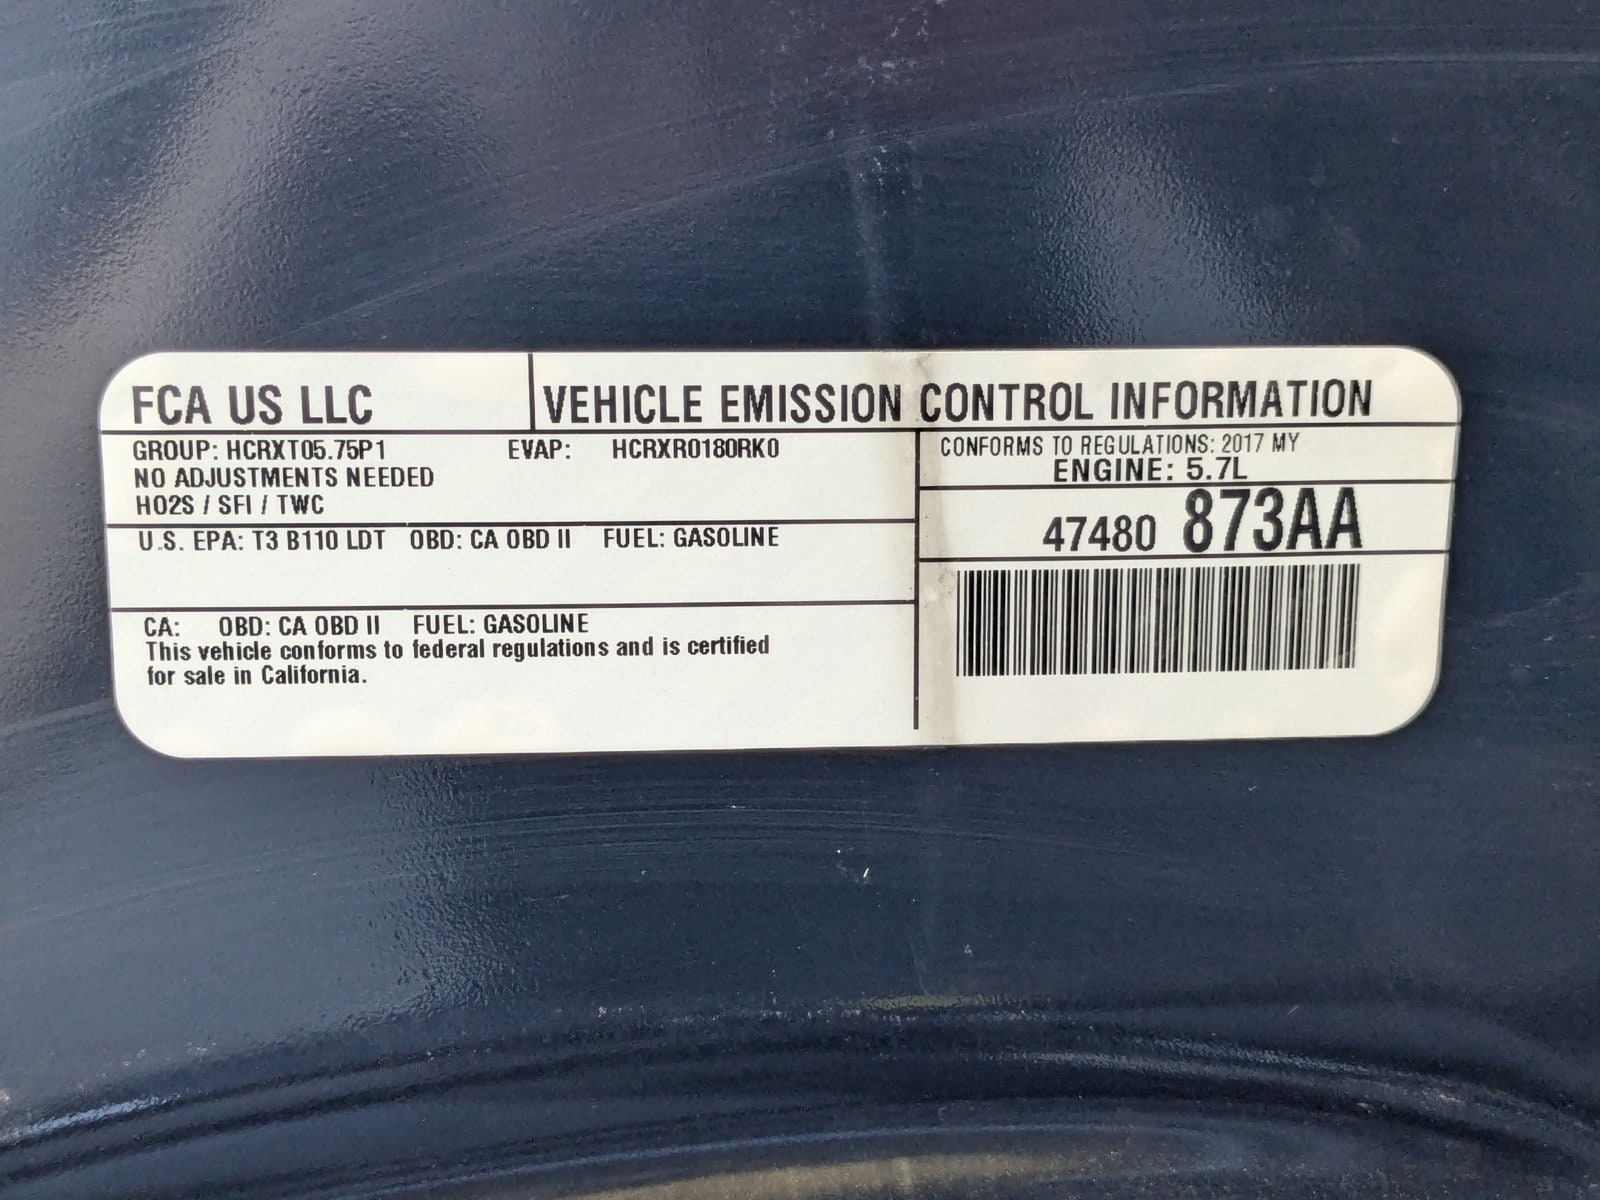 FCA US LLC
VEHICLE EMISSION CONTROL INFORMATION
GROUP: HCRXT05.75P1 EVAP: HCRXR0180RK0
NO ADJUSTMENTS NEEDED
HO2S / SFI / TWC
U.S. EPA: T3 B110 LDT OBD: CA OBD II FUEL: GASOLINE
CA: OBD: CA OBD II FUEL: GASOLINE
This vehicle conforms to federal regulations and is certified
for sale in California.
CONFORMS TO REGULATIONS: 2017 MY
ENGINE: 5.7L
47480 873AA